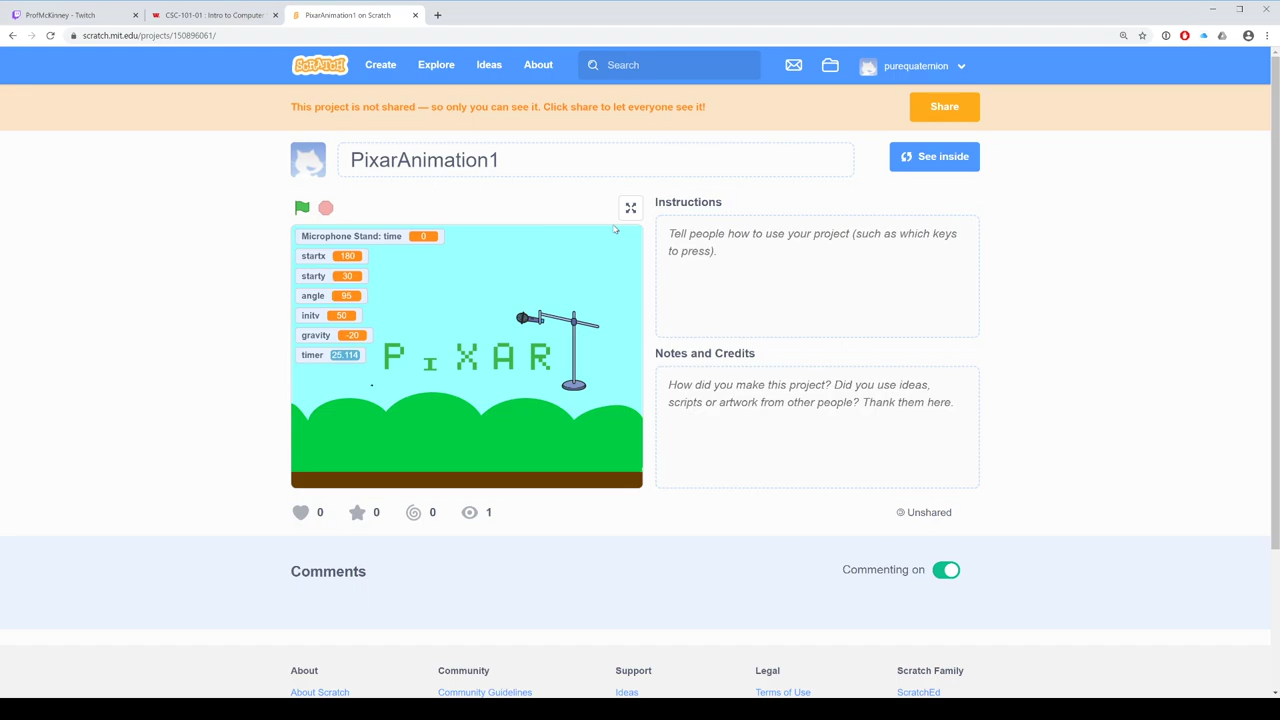 ProfMcKinney - Twitch
CSC-101-01 : Intro to Computer
PixarAnimation1 on Scratch
scratch.mit.edu/projects/150896061/
SCRATCH
Create
Explore
Ideas
About
Search
purequaternion
This project is not shared — so only you can see it. Click share to let everyone see it!
Share
PixarAnimation1
See inside
Microphone Stand: time 0
startx 180
starty 30
angle 95
initv 50
gravity -20
timer 25.114
PIXAR
Instructions
Tell people how to use your project (such as which keys
to press).
Notes and Credits
How did you make this project? Did you use ideas,
scripts or artwork from other people? Thank them here.
0
0
0
1
Unshared
Comments
Commenting on
About
Community
Support
Legal
Scratch Family
About Scratch
Community Guidelines
Ideas
Terms of Use
ScratchEd